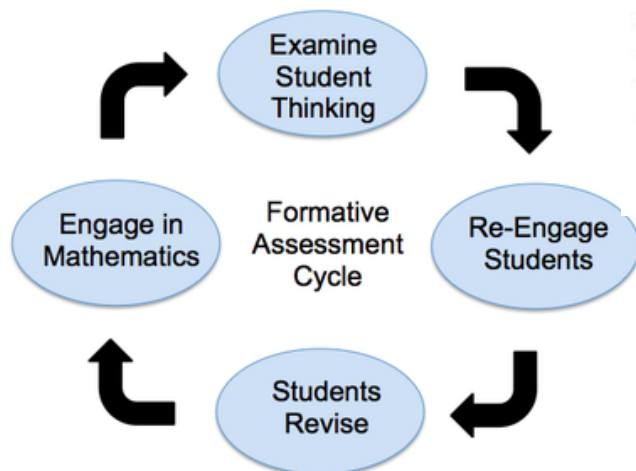 Examine
Student
Thinking
Engage in
Mathematics
Formative
Assessment
Cycle
Re-Engage
Students
Students
Revise